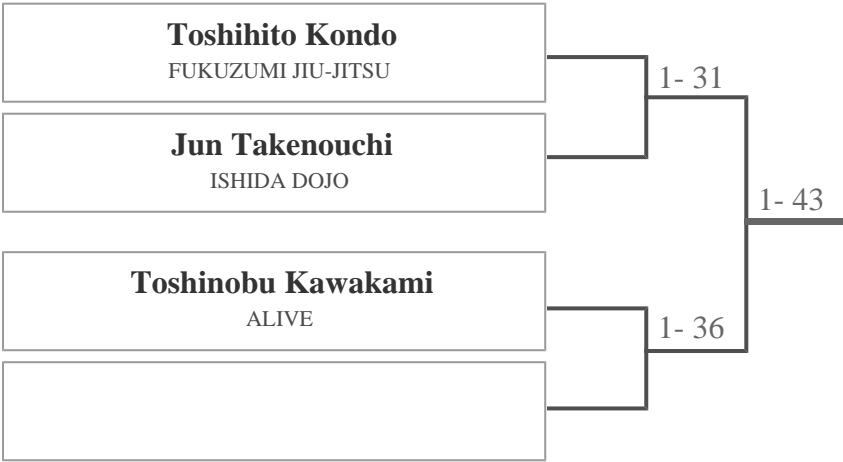 Toshihito Kondo
FUKUZUMI JIU-JITSU
1- 31
Jun Takenouchi
ISHIDA DOJO
1- 43
Toshinobu Kawakami
ALIVE
1- 36